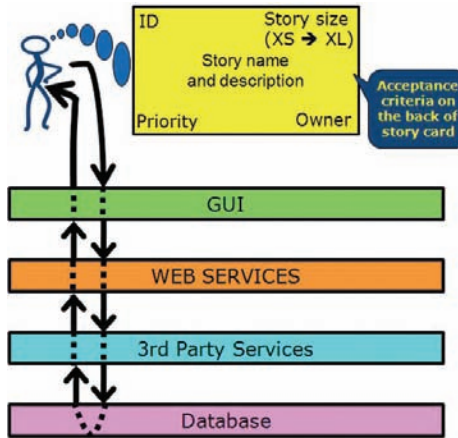 ID
Story size
(XS → XL)
Story name
and description
Priority
Owner
Acceptance
criteria on
the back of
story card
GUI
WEB SERVICES
3rd Party Services
Database